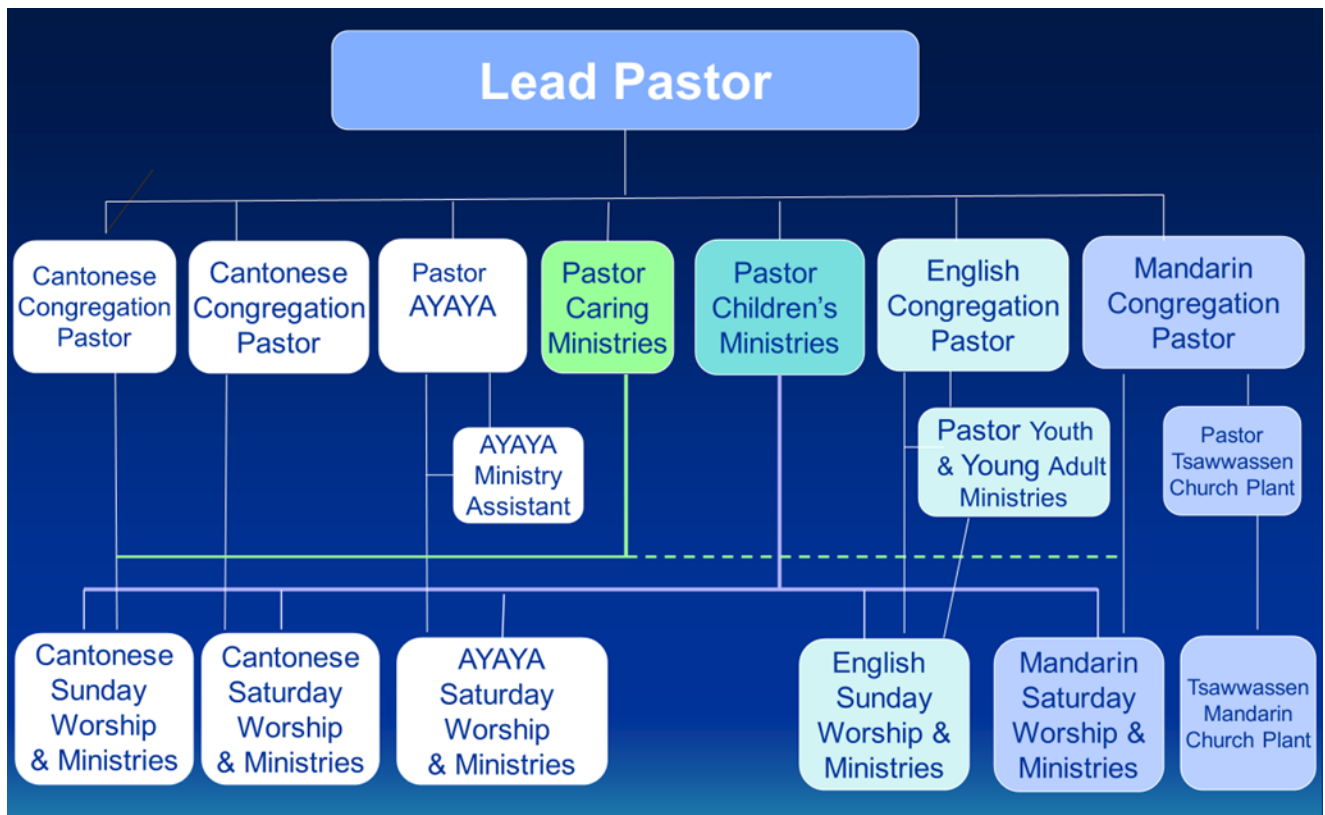 Lead Pastor
Cantonese
Congregation
Pastor
Cantonese
Congregation
Pastor
Pastor
AYAYA
Pastor
Caring
Ministries
Pastor
Children's
Ministries
English
Congregation
Pastor
Mandarin
Congregation
Pastor
AYAYA
Ministry
Assistant
Pastor Youth
& Young Adult
Ministries
Pastor
Tsawwassen
Church Plant
Cantonese
Sunday
Worship
& Ministries
Cantonese
Saturday
Worship
& Ministries
AYAYA
Saturday
Worship
& Ministries
English
Sunday
Worship &
Ministries
Mandarin
Saturday
Worship &
Ministries
Tsawwassen
Mandarin
Church Plant